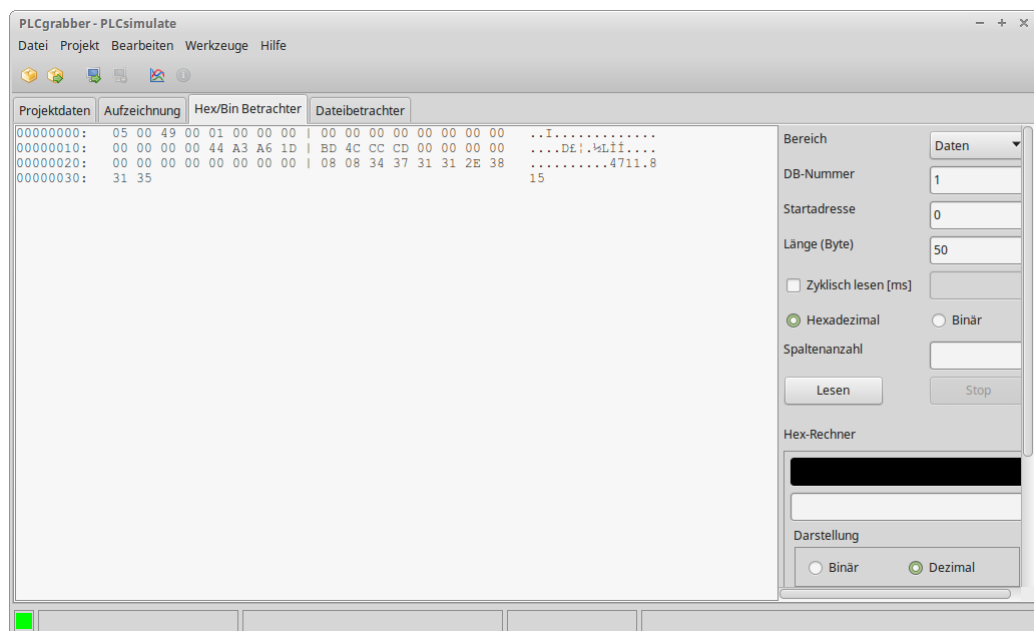 PLCgrabber - PLCsimulate
Datei Projekt Bearbeiten Werkzeuge Hilfe
Projektdaten Aufzeichnung Hex/Bin Betrachter Dateibetrachter
00000000: 05 00 49 00 01 00 00 00 | 00 00 00 00 00 00 00 00 ..I.............
00000010: 00 00 00 00 44 A3 A6 1D | BD 4C CC CD 00 00 00 00 ....D£¦.½LÌÍ....
00000020: 00 00 00 00 00 00 00 00 | 08 08 34 37 31 31 2E 38 ..........4711.8
00000030: 31 35 15
Bereich Daten
DB-Nummer 1
Startadresse 0
Länge (Byte) 50
Zyklisch lesen [ms]
Hexadezimal Binär
Spaltenanzahl
Lesen Stop
Hex-Rechner
Darstellung
Binär Dezimal